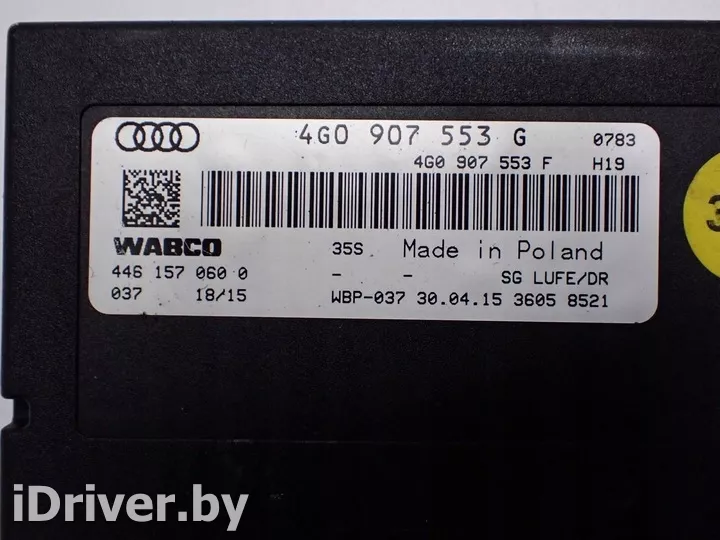 4G0 907 553 G 0783
4G0 907 553 F H19
WABCO 35S Made in Poland
446 157 060 0 - - SG LUFE/DR
037 18/15 WBP-037 30.04.15 3605 8521
3
iDriver.by